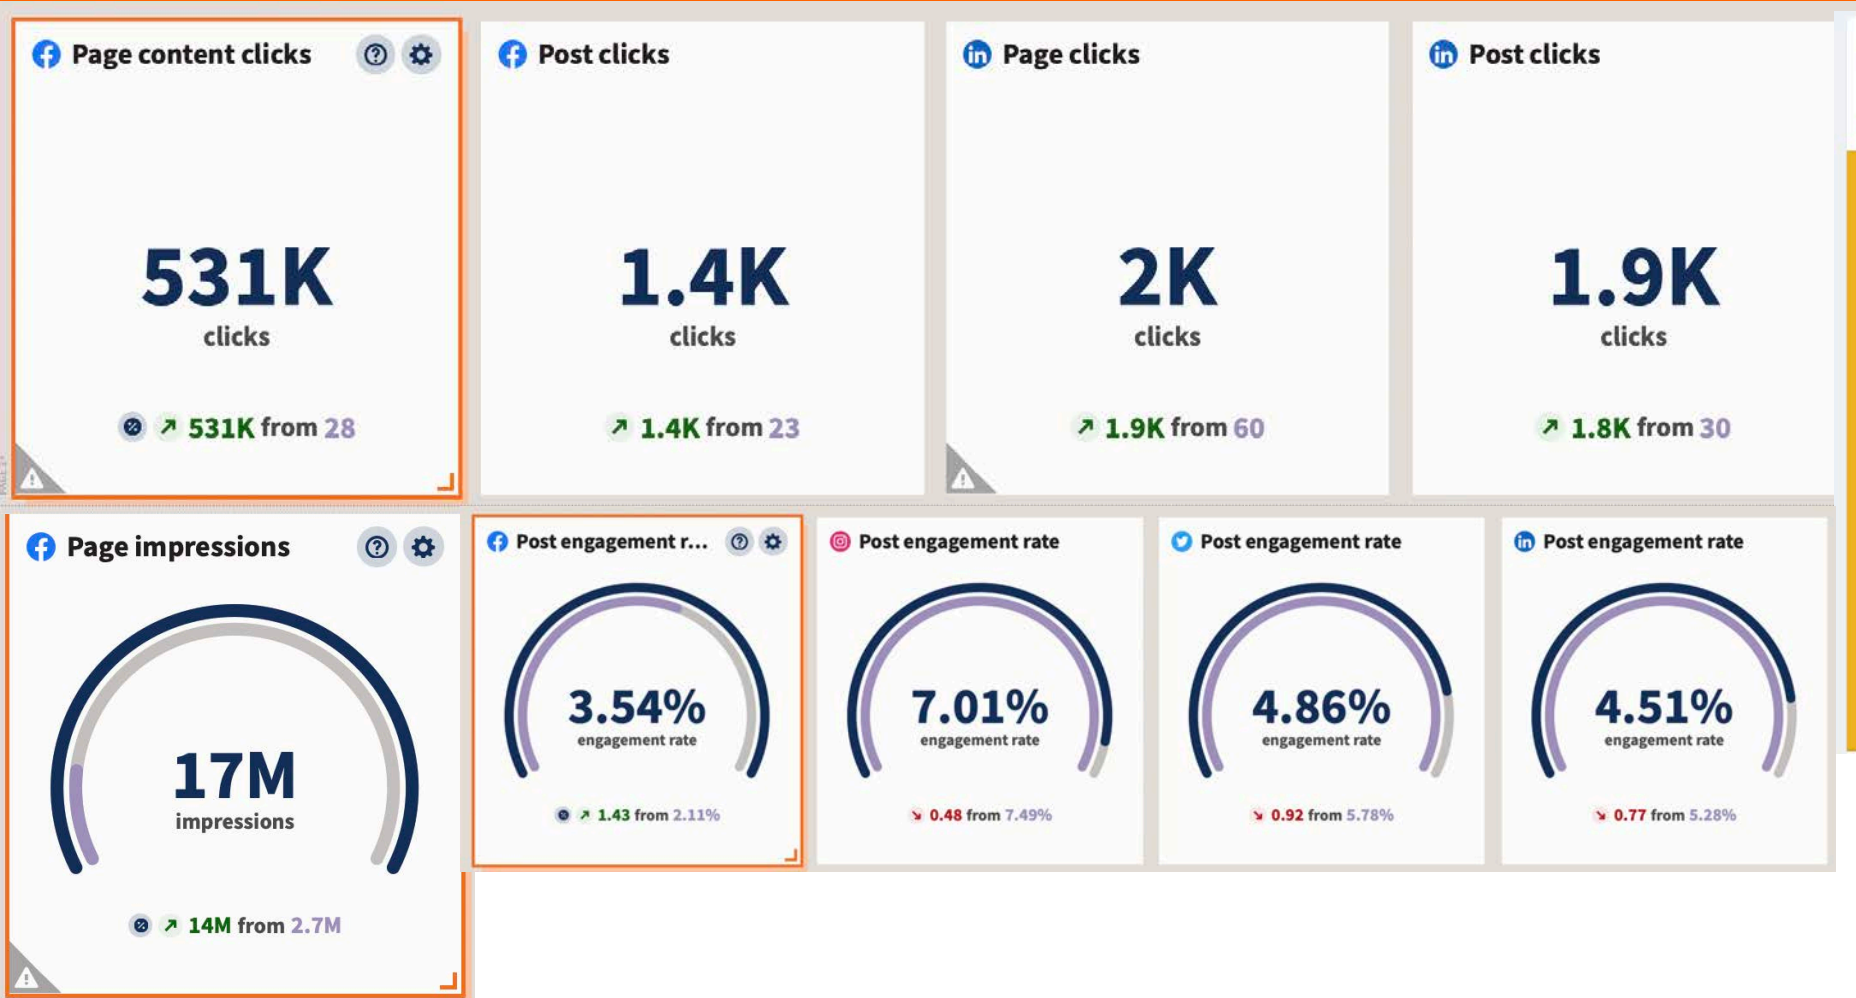 Page content clicks
531K
clicks
531K from 28
Post clicks
1.4K
clicks
1.4K from 23
Page clicks
2K
clicks
1.9K from 60
Post clicks
1.9K
clicks
1.8K from 30
Page impressions
17M
impressions
14M from 2.7M
Post engagement r...
3.54%
engagement rate
1.43 from 2.11%
Post engagement rate
7.01%
engagement rate
0.48 from 7.49%
Post engagement rate
4.86%
engagement rate
0.92 from 5.78%
Post engagement rate
4.51%
engagement rate
0.77 from 5.28%